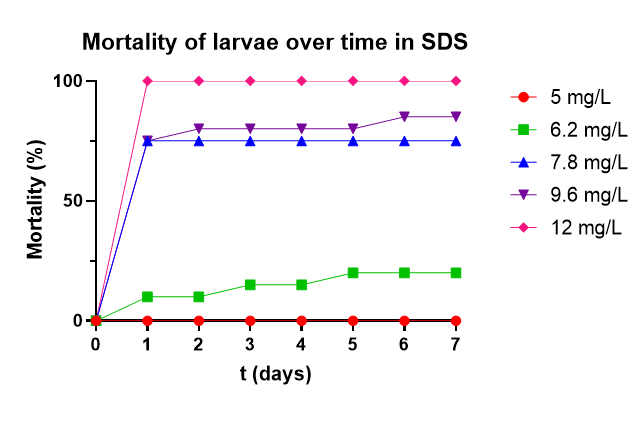 Mortality of larvae over time in SDS
100
50
0
Mortality (%)
0 1 2 3 4 5 6 7
t (days)
5 mg/L
6.2 mg/L
7.8 mg/L
9.6 mg/L
12 mg/L